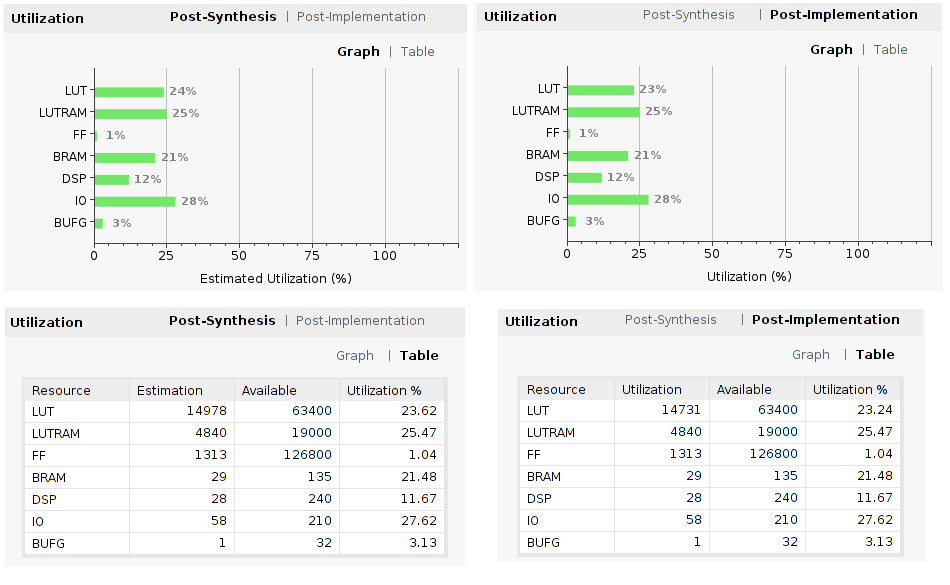 Utilization Post-Synthesis | Post-Implementation
Graph | Table
LUT 24%
LUTRAM 25%
FF 1%
BRAM 21%
DSP 12%
IO 28%
BUFG 3%
0 25 50 75 100
Estimated Utilization (%)
Utilization Post-Synthesis | Post-Implementation
Graph | Table
LUT 23%
LUTRAM 25%
FF 1%
BRAM 21%
DSP 12%
IO 28%
BUFG 3%
0 25 50 75 100
Utilization (%)
Utilization Post-Synthesis | Post-Implementation
Graph | Table
Resource Estimation Available Utilization %
LUT 14978 63400 23.62
LUTRAM 4840 19000 25.47
FF 1313 126800 1.04
BRAM 29 135 21.48
DSP 28 240 11.67
IO 58 210 27.62
BUFG 1 32 3.13
Utilization Post-Synthesis | Post-Implementation
Graph | Table
Resource Utilization Available Utilization %
LUT 14731 63400 23.24
LUTRAM 4840 19000 25.47
FF 1313 126800 1.04
BRAM 29 135 21.48
DSP 28 240 11.67
IO 58 210 27.62
BUFG 1 32 3.13